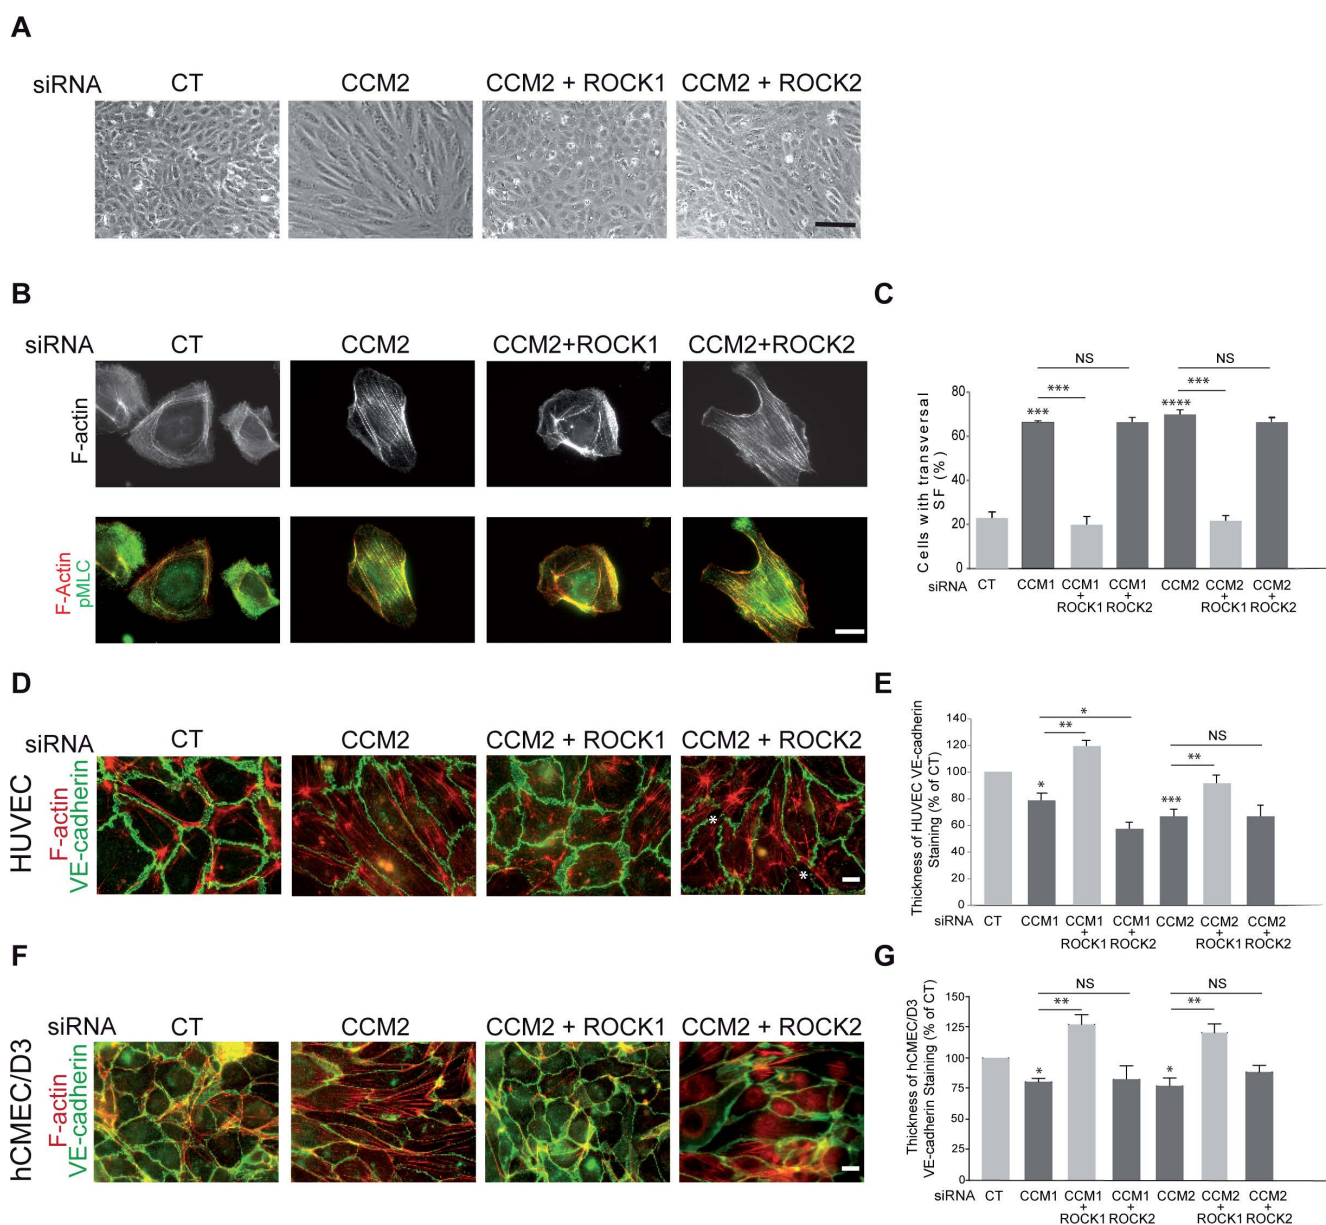 A
siRNA CT CCM2 CCM2 + ROCK1 CCM2 + ROCK2
B
siRNA CT CCM2 CCM2+ROCK1 CCM2+ROCK2
F-actin
F-Actin
pMLC
C
Cells with transversal
SF (%)
NS NS
*** ***
*** ****
80
60
40
20
0
siRNA CT CCM1 CCM1 CCM1 CCM2 CCM2 CCM2
+ + + +
ROCK1 ROCK2 ROCK1 ROCK2
D
siRNA CT CCM2 CCM2 + ROCK1 CCM2 + ROCK2
HUVEC
F-actin
VE-cadherin
*
*
E
Thickness of HUVEC VE-cadherin
Staining (% of CT)
* NS
** **
* ***
140
120
100
80
60
40
20
0
siRNA CT CCM1 CCM1 CCM1 CCM2 CCM2 CCM2
+ + + +
ROCK1 ROCK2 ROCK1 ROCK2
F
siRNA CT CCM2 CCM2 + ROCK1 CCM2 + ROCK2
hCMEC/D3
F-actin
VE-cadherin
G
Thickness of hCMEC/D3
VE-cadherin Staining (% of CT)
NS NS
** **
* *
150
125
100
75
50
25
0
siRNA CT CCM1 CCM1 CCM1 CCM2 CCM2 CCM2
+ + + +
ROCK1 ROCK2 ROCK1 ROCK2